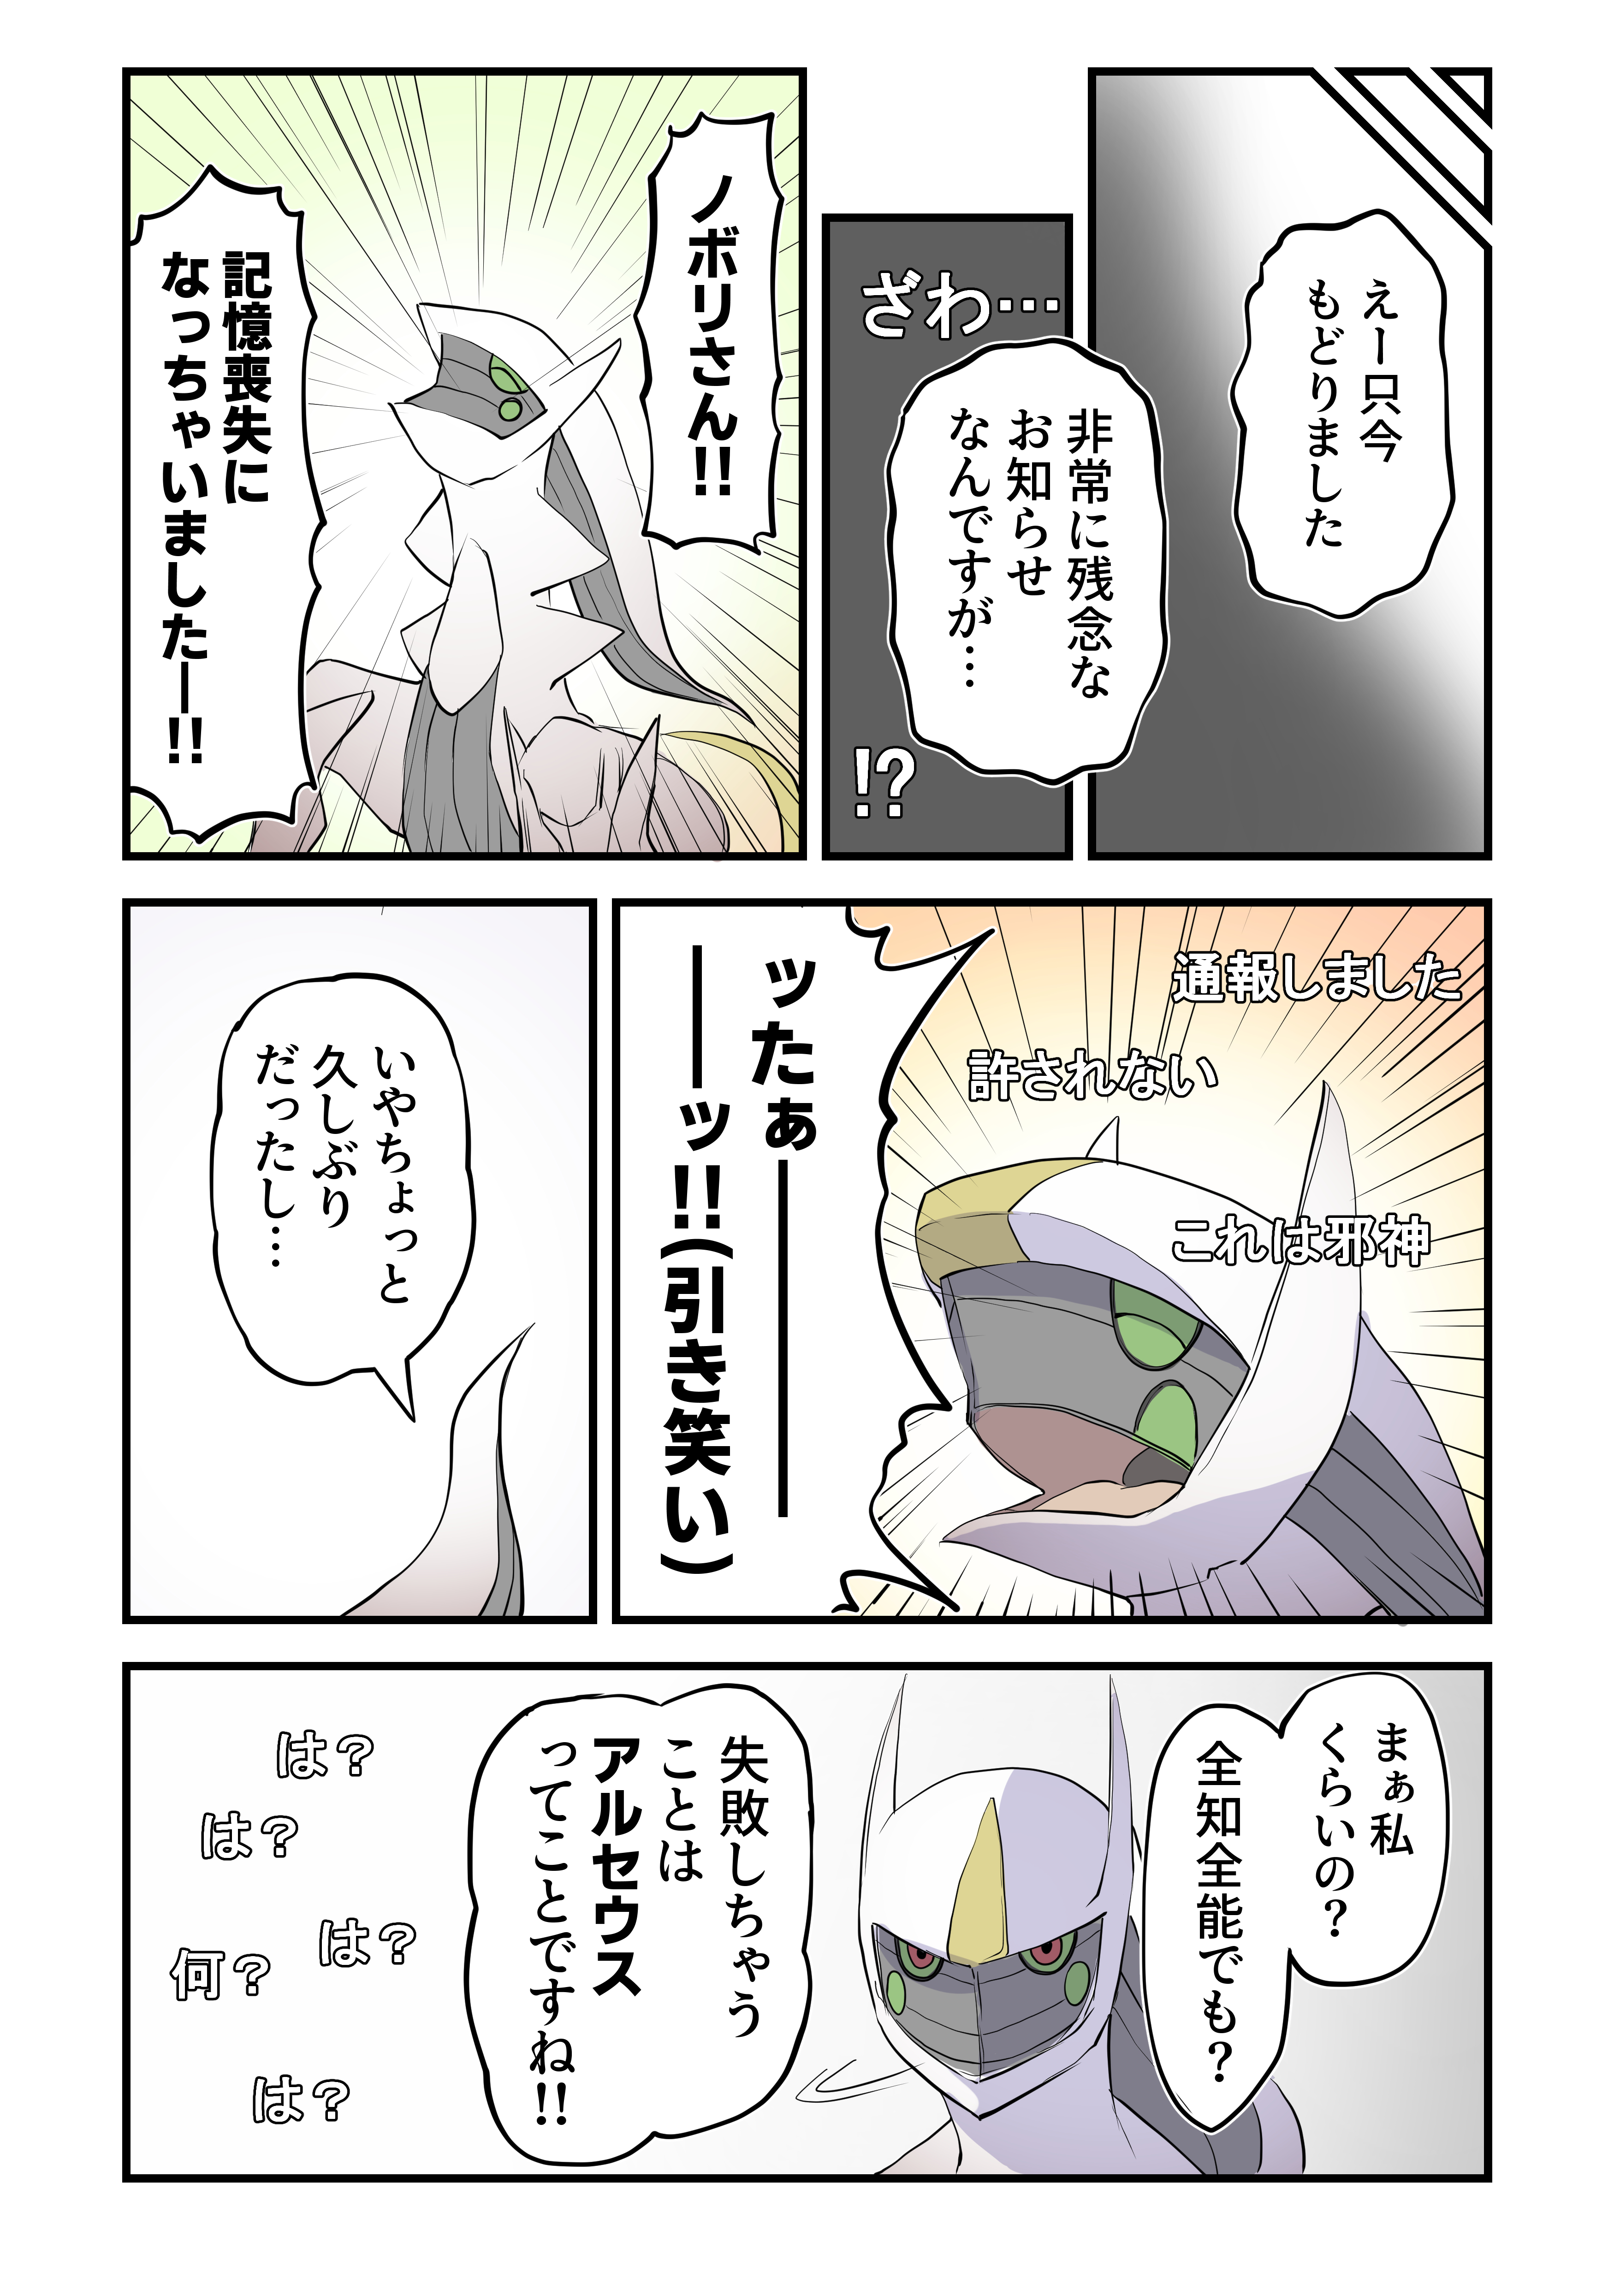 えー只今
もどりました
ざわ…
非常に残念な
お知らせ
なんですが…
!?
ノボリさん!!
記憶喪失に
なっちゃいましたー!!
通報しました
許されない
これは邪神
ッたぁ――――
――ッ!!(引き笑い)
いやちょっと
久しぶり
だったし…
まぁ私
くらいの?
全知全能でも?
失敗しちゃう
ことは
アルセウス
ってことですね!!
は?
は?
は?
何?
は?